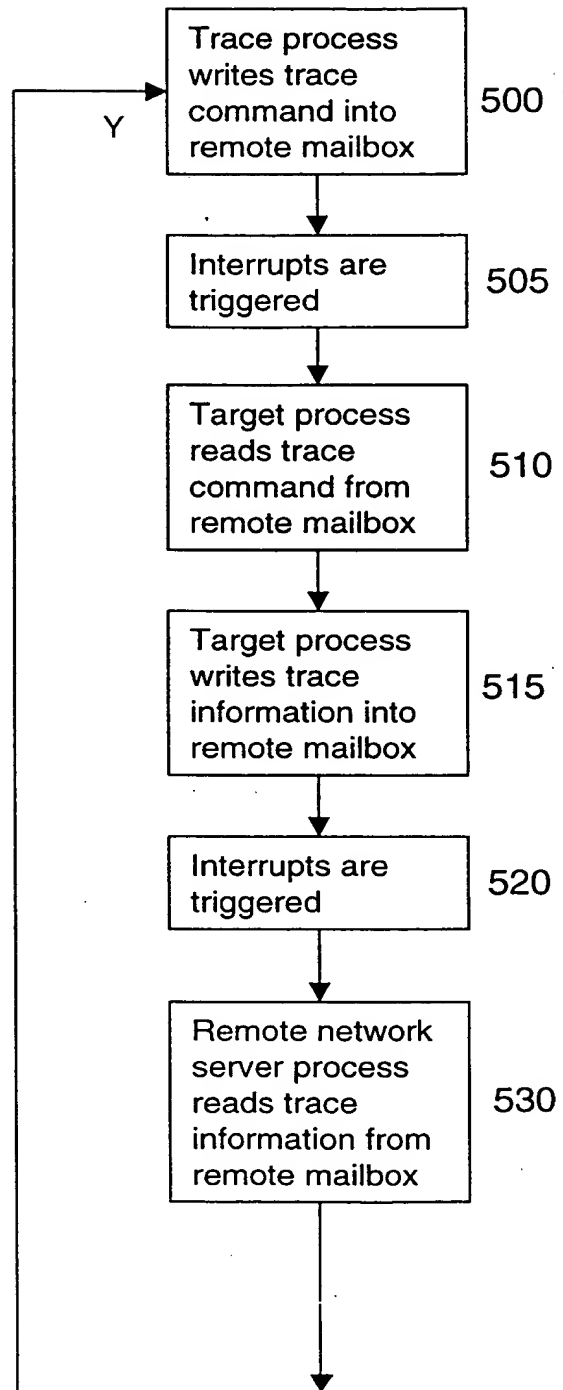 Trace process
writes trace
command into
remote mailbox
500
Y
Interrupts are
triggered
505
Target process
reads trace
command from
remote mailbox
510
Target process
writes trace
information into
remote mailbox
515
Interrupts are
triggered
520
Remote network
server process
reads trace
information from
remote mailbox
530